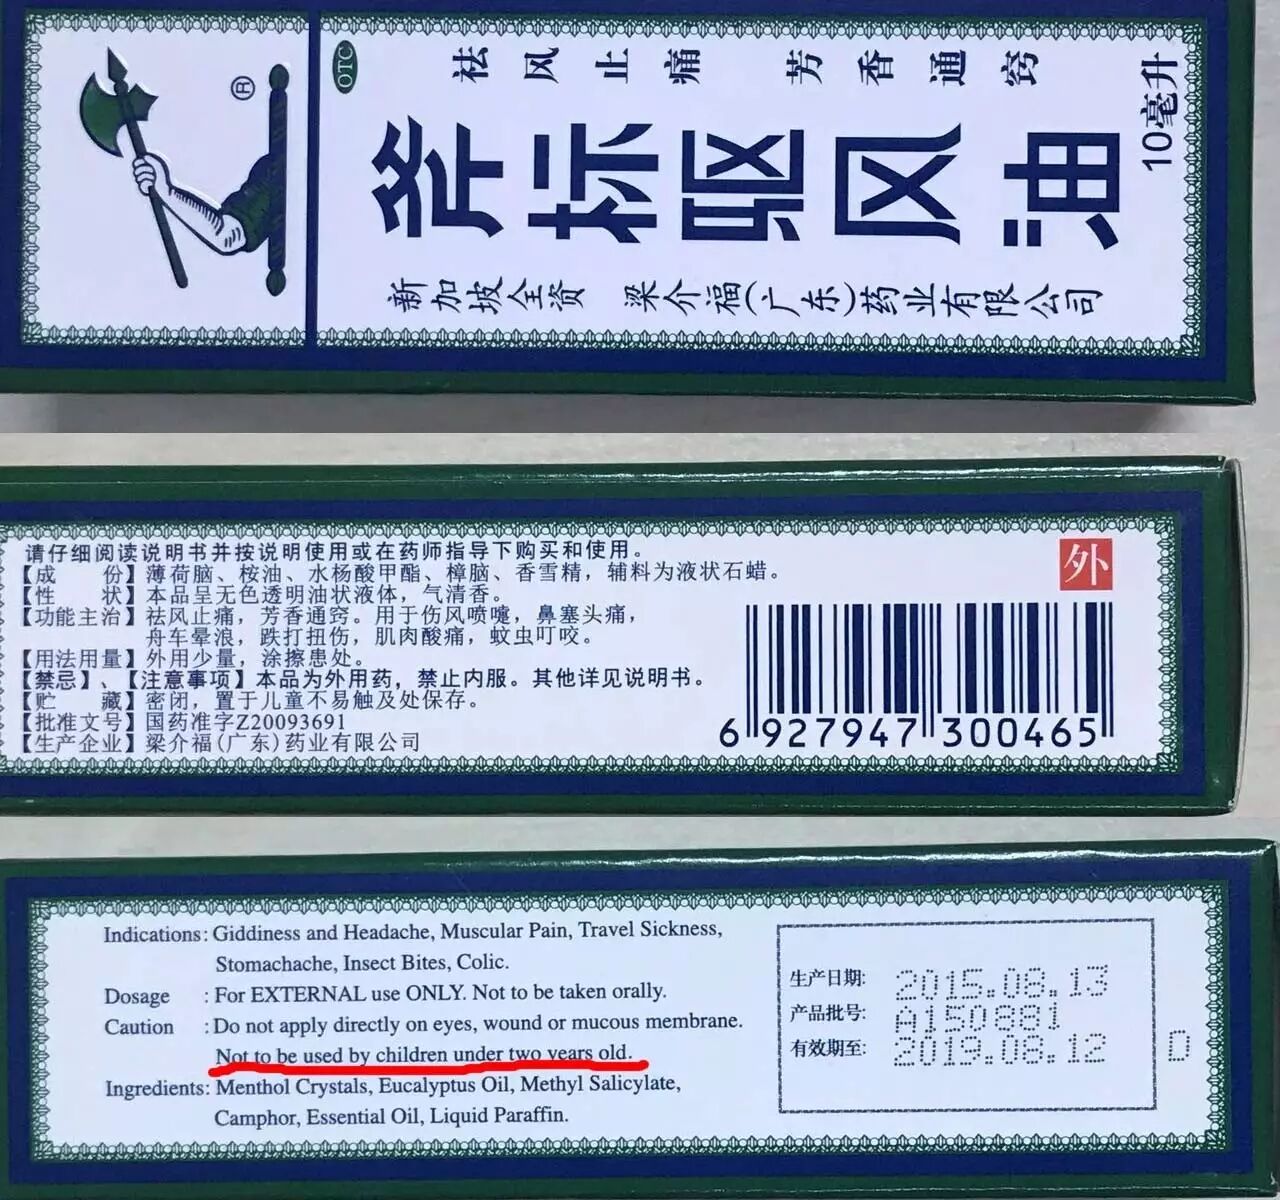 ®
OTC
祛风止痛 芳香通窍
斧标驱风油
10毫升
新加坡全资 梁介福(广东)药业有限公司
请仔细阅读说明书并按说明使用或在药师指导下购买和使用。
【成 份】薄荷脑、桉油、水杨酸甲酯、樟脑、香雪精，辅料为液状石蜡。
【性 状】本品呈无色透明油状液体，气清香。
【功能主治】祛风止痛，芳香通窍。用于伤风喷嚏，鼻塞头痛，
舟车晕浪，跌打扭伤，肌肉酸痛，蚊虫叮咬。
【用法用量】外用少量，涂擦患处。
【禁忌】、【注意事项】本品为外用药，禁止内服。其他详见说明书。
【贮 藏】密闭，置于儿童不易触及处保存。
【批准文号】国药准字Z20093691
【生产企业】梁介福(广东)药业有限公司
外
6 927947 300465
Indications: Giddiness and Headache, Muscular Pain, Travel Sickness,
Stomachache, Insect Bites, Colic.
Dosage : For EXTERNAL use ONLY. Not to be taken orally.
Caution : Do not apply directly on eyes, wound or mucous membrane.
Not to be used by children under two years old.
Ingredients: Menthol Crystals, Eucalyptus Oil, Methyl Salicylate,
Camphor, Essential Oil, Liquid Paraffin.
生产日期: 2015.08.13
产品批号: A150881
有效期至: 2019.08.12 D